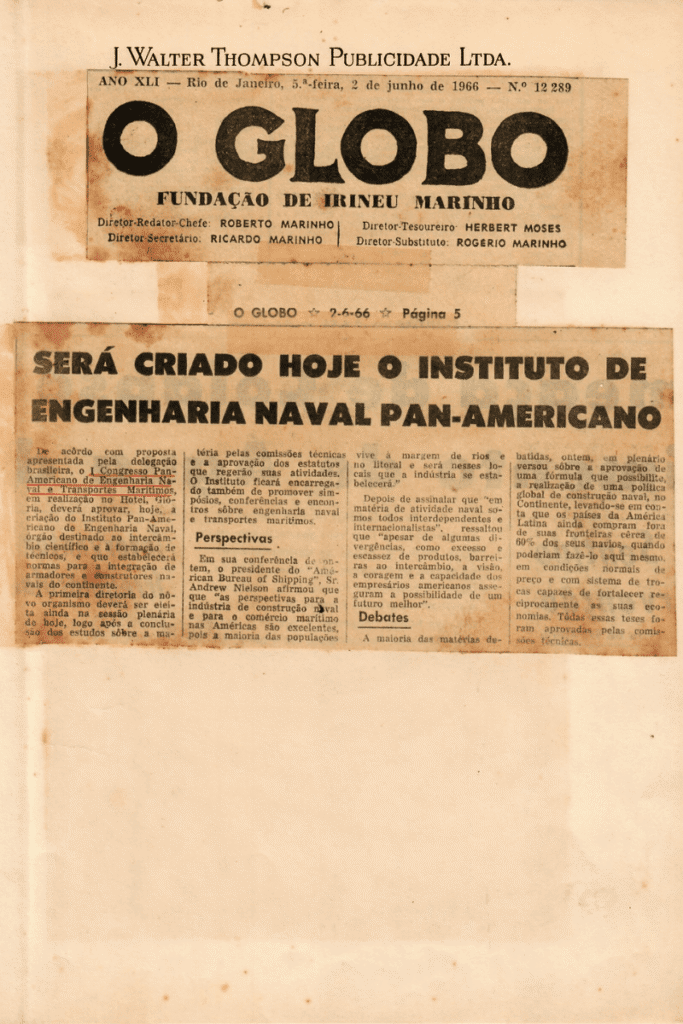 J. WALTER THOMPSON PUBLICIDADE LTDA.
ANO XLI — Rio de Janeiro, 5.ª-feira, 2 de junho de 1966 — N.º 12 289
O GLOBO
FUNDAÇÃO DE IRINEU MARINHO
Diretor-Redator-Chefe: ROBERTO MARINHO
Diretor-Secretário: RICARDO MARINHO
Diretor-Tesoureiro: HERBERT MOSES
Diretor-Substituto: ROGÉRIO MARINHO
O GLOBO ☆ 2-6-66 ☆ Página 5
SERÁ CRIADO HOJE O INSTITUTO DE
ENGENHARIA NAVAL PAN-AMERICANO
De acôrdo com proposta
apresentada pela delegação
brasileira, o I Congresso Pan-
Americano de Engenharia Na-
val e Transportes Marítimos,
em realização no Hotel, Gló-
ria, deverá aprovar, hoje, a
criação do Instituto Pan-Ame-
ricano de Engenharia Naval,
órgão destinado ao intercâm-
bio científico e à formação de
técnicos, e que estabelecerá
normas para a integração de
armadores e construtores na-
vais do continente.
A primeira diretoria do nô-
vo organismo deverá ser elei-
ta ainda na sessão plenária
de hoje, logo após a conclu-
são dos estudos sôbre a ma-
téria pelas comissões técnicas
e a aprovação dos estatutos
que regerão suas atividades.
O Instituto ficará encarrega-
do também de promover sim-
pósios, conferências e encon-
tros sôbre engenharia naval
e transportes marítimos.
Perspectivas
Em sua conferência de on-
tem, o presidente do "Amé-
rican Bureau of Shipping", Sr.
Andrew Nielson afirmou que
que "as perspectivas para a
indústria de construção naval
e para o comércio marítimo
nas Américas são excelentes,
pois a maioria das populações
vive à margem de rios e
no litoral e será nesses lo-
cais que a indústria se esta-
belecerá."
Depois de assinalar que "em
matéria de atividade naval so-
mos todos interdependentes e
internacionalistas", ressaltou
que "apesar de algumas di-
vergências, como excesso e
escassez de produtos, barrei-
ras ao intercâmbio, a visão,
a coragem e a capacidade dos
empresários americanos asse-
guram a possibilidade de um
futuro melhor".
Debates
A maioria das matérias de-
batidas, ontem, em plenário
versou sôbre a aprovação de
uma fórmula que possibilite,
a realização de uma política
global de construção naval, no
Continente, levando-se em con-
ta que os países da América
Latina ainda compram fora
de suas fronteiras cêrca de
60% dos seus navios, quando
poderiam fazê-lo aqui mesmo,
em condições normais de
preço e com sistema de tro-
cas capazes de fortalecer re-
ciprocamente as suas eco-
nomias. Tôdas essas teses fo-
ram aprovadas pelas comis-
sões técnicas.